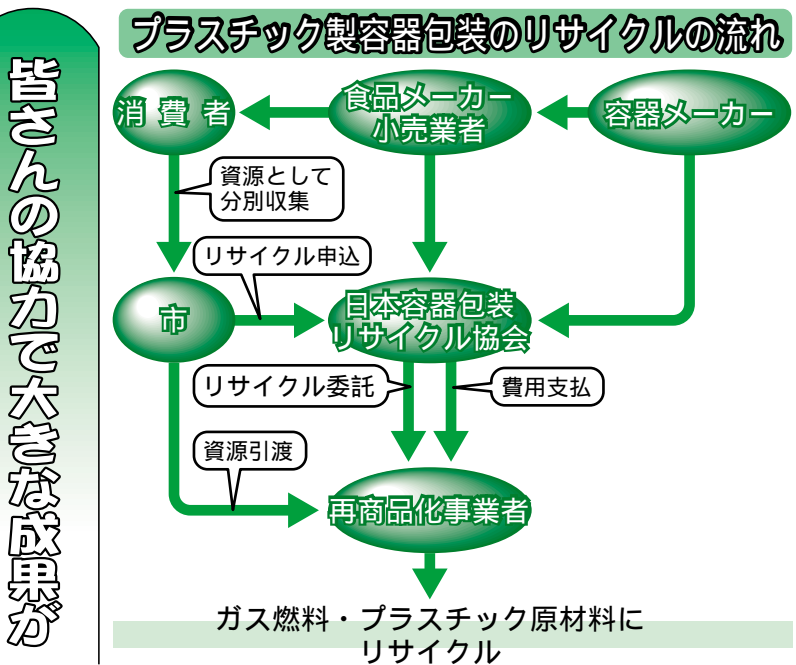 皆さんの協力で大きな成果が
プラスチック製容器包装のリサイクルの流れ
消費者
食品メーカー
小売業者
容器メーカー
資源として
分別収集
リサイクル申込
市
日本容器包装
リサイクル協会
リサイクル委託
費用支払
資源引渡
再商品化事業者
ガス燃料・プラスチック原材料に
リサイクル